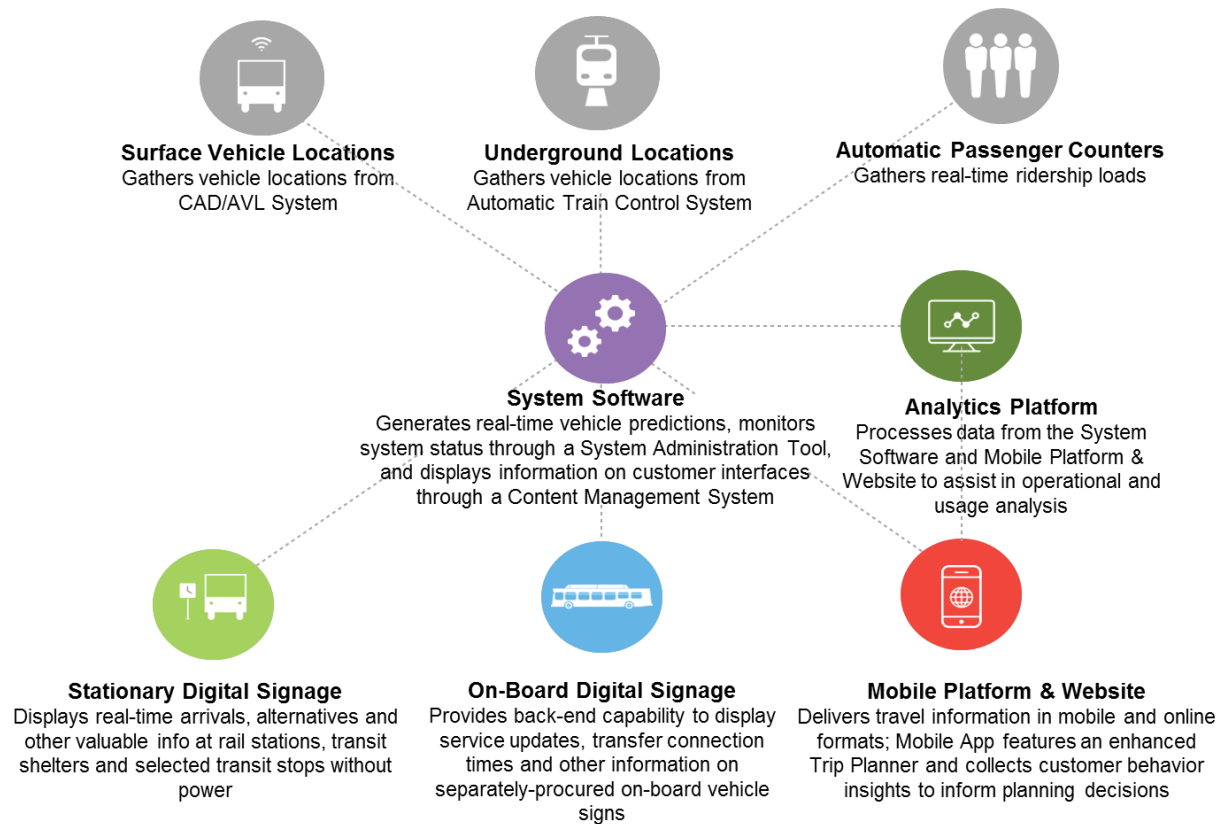 Surface Vehicle Locations
Gathers vehicle locations from
CAD/AVL System
Underground Locations
Gathers vehicle locations from
Automatic Train Control System
Automatic Passenger Counters
Gathers real-time ridership loads
System Software
Generates real-time vehicle predictions, monitors
system status through a System Administration Tool,
and displays information on customer interfaces
through a Content Management System
Analytics Platform
Processes data from the System
Software and Mobile Platform &
Website to assist in operational and
usage analysis
Stationary Digital Signage
Displays real-time arrivals, alternatives and
other valuable info at rail stations, transit
shelters and selected transit stops without
power
On-Board Digital Signage
Provides back-end capability to display
service updates, transfer connection
times and other information on
separately-procured on-board vehicle
signs
Mobile Platform & Website
Delivers travel information in mobile and online
formats; Mobile App features an enhanced
Trip Planner and collects customer behavior
insights to inform planning decisions